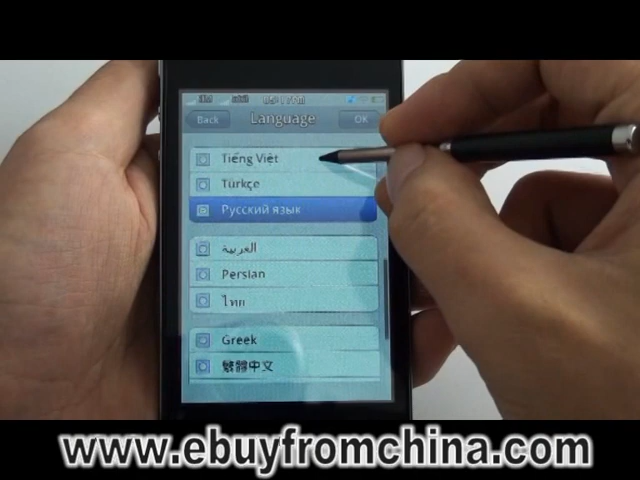 Back
Language
OK
Tiếng Việt
Türkçe
Русский язык
العربية
Persian
ไทย
Greek
繁體中文
www.ebuyfromchina.com